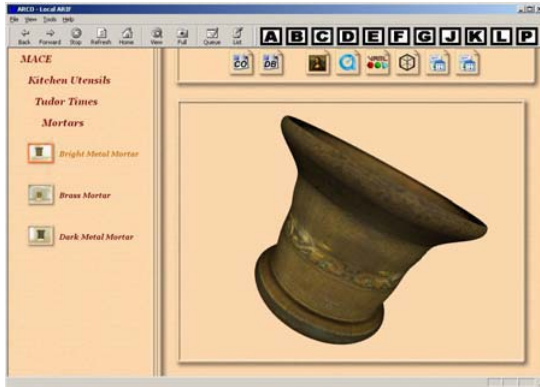 ARCO - Local ARIF
File View Tools Help
Back Forward Stop Refresh Home View Full Queue List
A B C D E F G J K L P
CO DB VRML
MACE
Kitchen Utensils
Tudor Times
Mortars
Bright Metal Mortar
Brass Mortar
Dark Metal Mortar